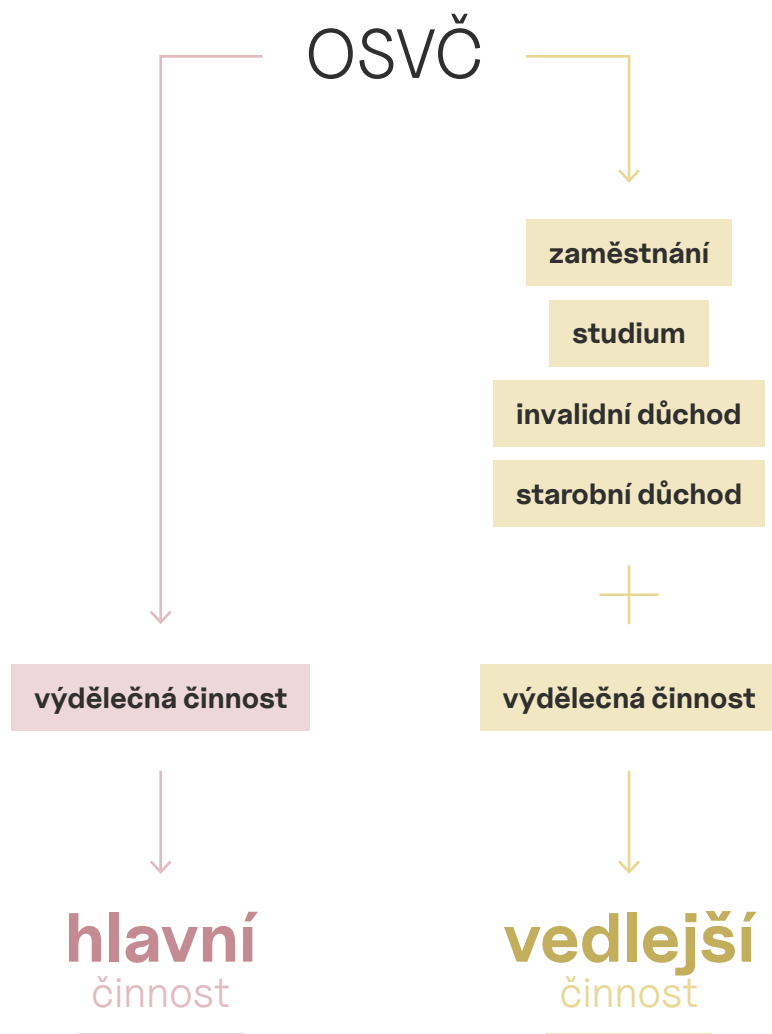 OSVČ
zaměstnání
studium
invalidní důchod
starobní důchod
výdělečná činnost
výdělečná činnost
hlavní
činnost
vedlejší
činnost